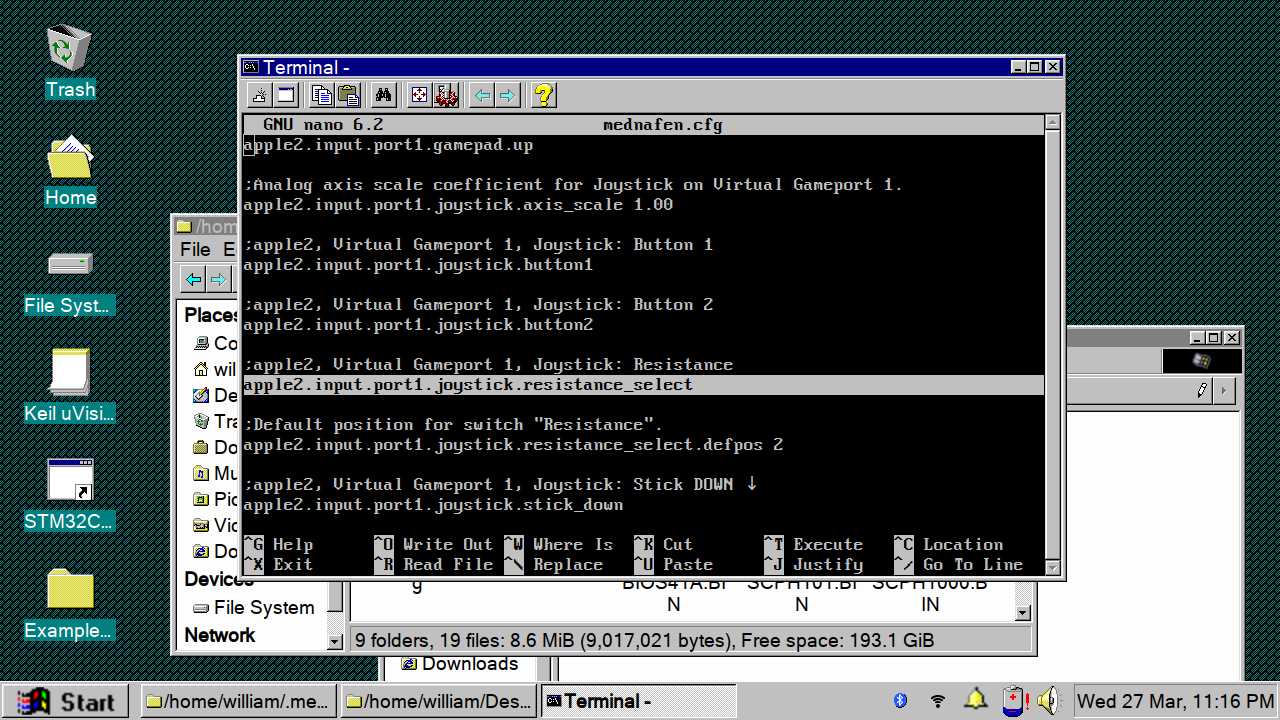 Trash
Home
File Syst...
Keil uVisi...
STM32C...
Example...
Terminal -
GNU nano 6.2 mednafen.cfg
apple2.input.port1.gamepad.up
;Analog axis scale coefficient for Joystick on Virtual Gameport 1.
apple2.input.port1.joystick.axis_scale 1.00
;apple2, Virtual Gameport 1, Joystick: Button 1
apple2.input.port1.joystick.button1
;apple2, Virtual Gameport 1, Joystick: Button 2
apple2.input.port1.joystick.button2
;apple2, Virtual Gameport 1, Joystick: Resistance
apple2.input.port1.joystick.resistance_select
;Default position for switch "Resistance".
apple2.input.port1.joystick.resistance_select.defpos 2
;apple2, Virtual Gameport 1, Joystick: Stick DOWN ↓
apple2.input.port1.joystick.stick_down
^G Help ^O Write Out ^W Where Is ^K Cut ^T Execute ^C Location
^X Exit ^R Read File ^\ Replace ^U Paste ^J Justify ^/ Go To Line
/hom
File E
Places
Co
wil
De
Tra
Do
Mu
Pic
Vid
Do
Devices
File System
Network
g BIOS41A.BI SCPH101.BI SCPH1000.B
N N IN
9 folders, 19 files: 8.6 MiB (9,017,021 bytes), Free space: 193.1 GiB
Downloads
Start /home/william/.me... /home/william/Des... Terminal - Wed 27 Mar, 11:16 PM